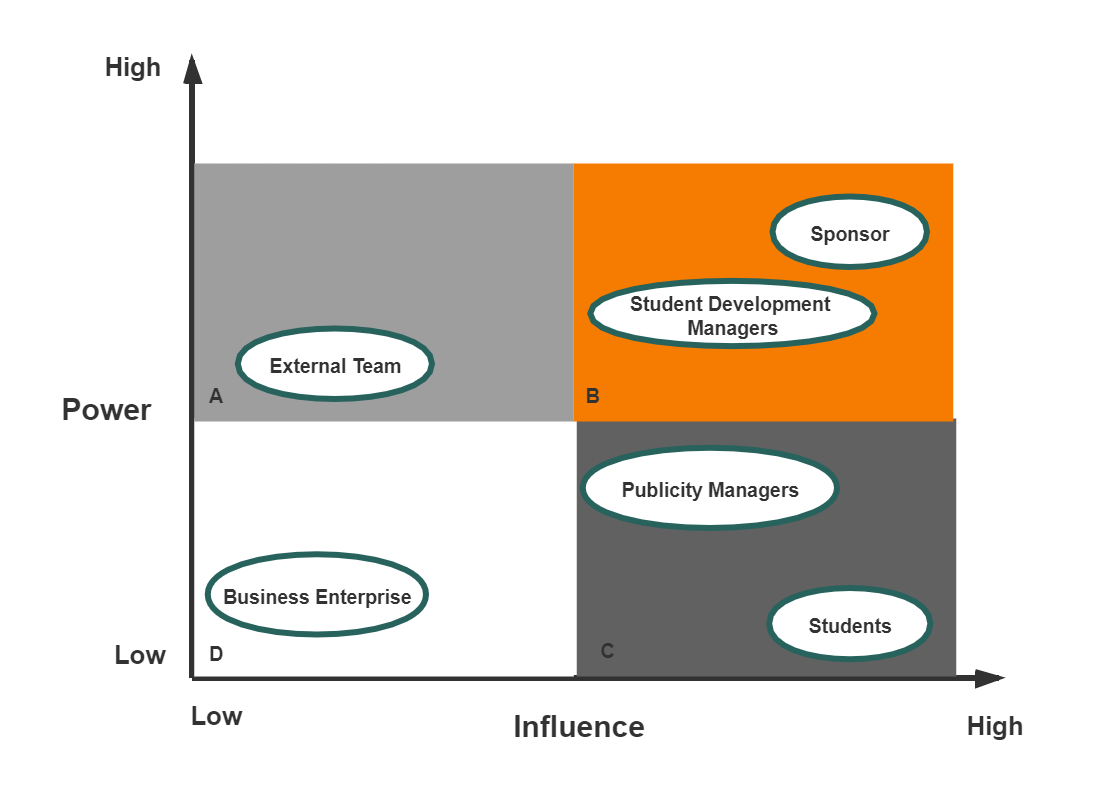 High
Sponsor
Student Development
Managers
External Team
A
B
Power
Publicity Managers
Business Enterprise
Students
Low
D
C
Low
Influence
High